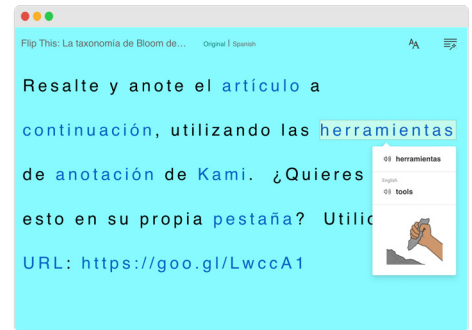 Flip This: La taxonomía de Bloom de... Original | Spanish
Resalte y anote el artículo a
continuación, utilizando las herramientas
de anotación de Kami. ¿Quieres
esto en su propia pestaña? Utilic
URL: https://goo.gl/LwccA1
herramientas
English
tools